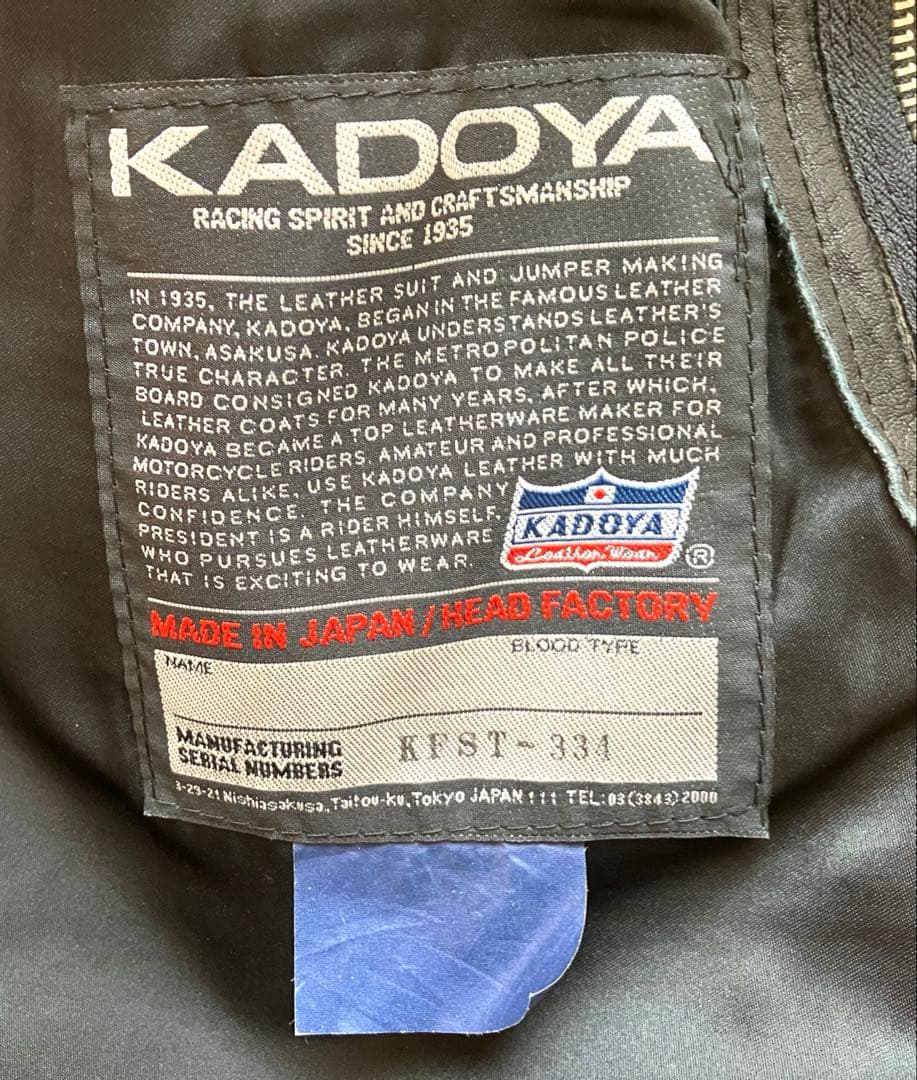 KADOYA
RACING SPIRIT AND CRAFTSMANSHIP
SINCE 1935
IN 1935, THE LEATHER SUIT AND JUMPER MAKING
COMPANY, KADOYA, BEGAN IN THE FAMOUS LEATHER
TOWN, ASAKUSA. KADOYA UNDERSTANDS LEATHER'S
TRUE CHARACTER. THE METROPOLITAN POLICE
BOARD CONSIGNED KADOYA TO MAKE ALL THEIR
LEATHER COATS FOR MANY YEARS. AFTER WHICH,
KADOYA BECAME A TOP LEATHERWARE MAKER FOR
MOTORCYCLE RIDERS. AMATEUR AND PROFESSIONAL
RIDERS ALIKE, USE KADOYA LEATHER WITH MUCH
CONFIDENCE. THE COMPANY
PRESIDENT IS A RIDER HIMSELF,
WHO PURSUES LEATHERWARE
THAT IS EXCITING TO WEAR.
KADOYA
Leather Wear ®
MADE IN JAPAN / HEAD FACTORY
NAME BLOOD TYPE
MANUFACTURING
SERIAL NUMBERS KFST-334
3-29-21 Nishiasakusa, Taitou-ku, Tokyo JAPAN 111 TEL: 03(3843)2000